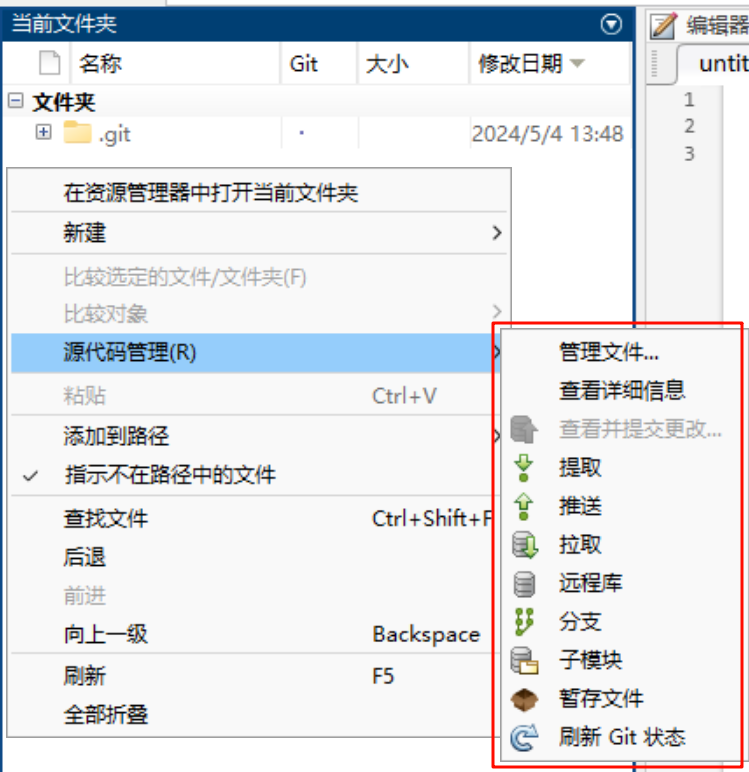 当前文件夹
编辑器
名称 Git 大小 修改日期
untit
文件夹
.git 2024/5/4 13:48
1
2
3
在资源管理器中打开当前文件夹
新建
比较选定的文件/文件夹(F)
比较对象
源代码管理(R)
粘贴 Ctrl+V
添加到路径
指示不在路径中的文件
查找文件 Ctrl+Shift+F
后退
前进
向上一级 Backspace
刷新 F5
全部折叠
管理文件...
查看详细信息
查看并提交更改...
提取
推送
拉取
远程库
分支
子模块
暂存文件
刷新 Git 状态